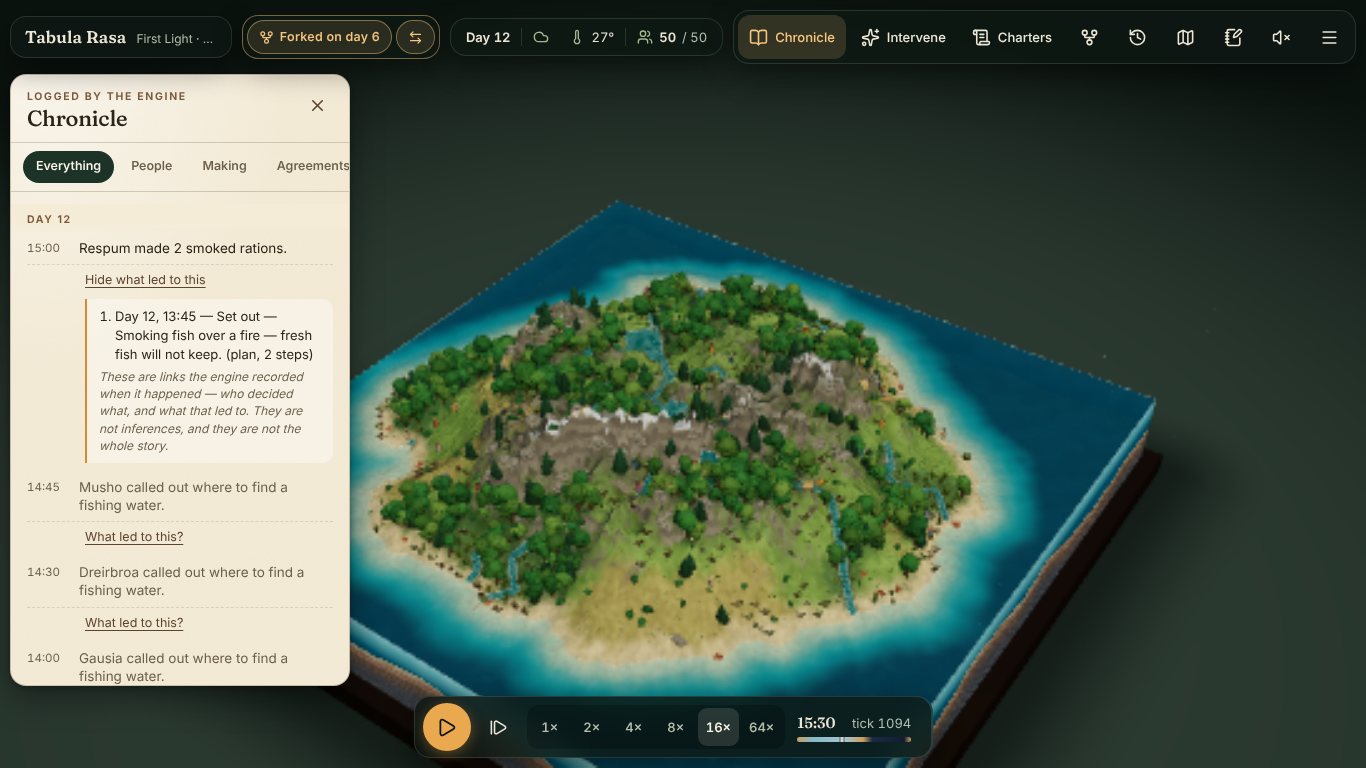 Tabula Rasa First Light · ...
Forked on day 6
Day 12 27° 50 / 50
Chronicle Intervene Charters
LOGGED BY THE ENGINE
Chronicle
Everything People Making Agreements
DAY 12
15:00 Respum made 2 smoked rations.
Hide what led to this
1. Day 12, 13:45 — Set out —
Smoking fish over a fire — fresh
fish will not keep. (plan, 2 steps)
These are links the engine recorded
when it happened — who decided
what, and what that led to. They are
not inferences, and they are not the
whole story.
14:45 Musho called out where to find a
fishing water.
What led to this?
14:30 Dreirbroa called out where to find a
fishing water.
What led to this?
14:00 Gausia called out where to find a
fishing water.
1× 2× 4× 8× 16× 64× 15:30 tick 1094